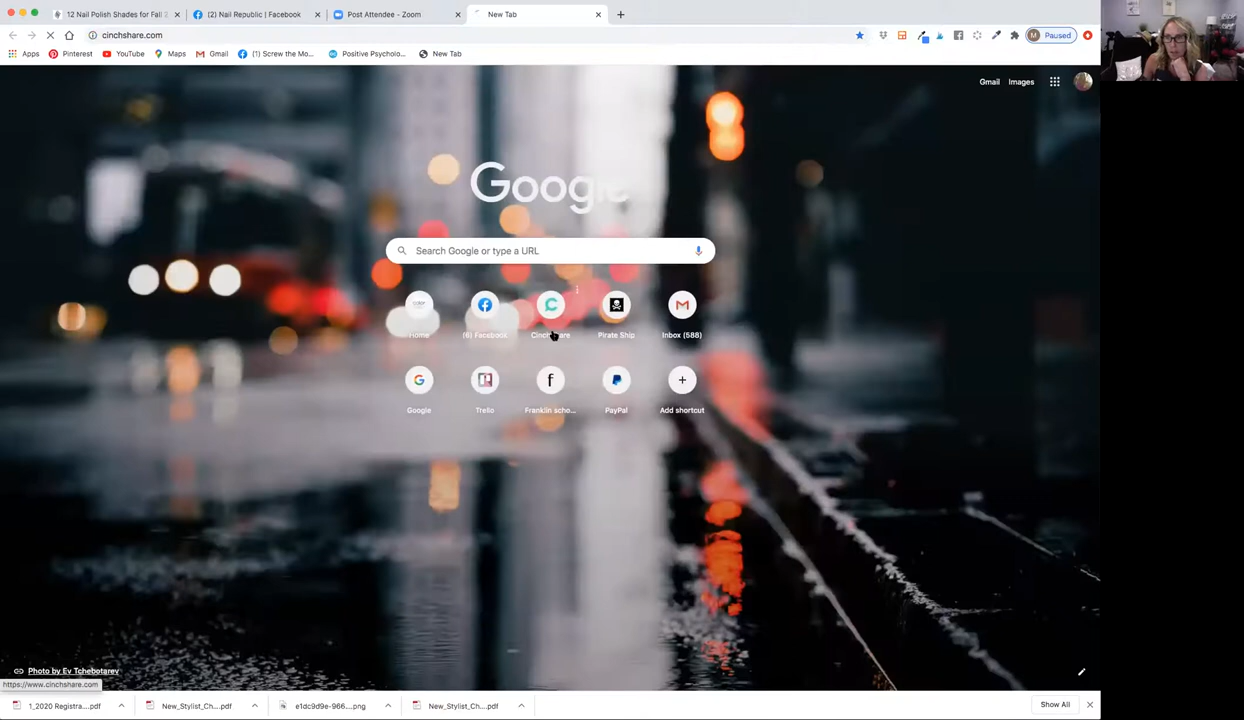 12 Nail Polish Shades for Fall 2
(2) Nail Republic | Facebook
Post Attendee - Zoom
New Tab
cinchshare.com
Paused
Apps
Pinterest
YouTube
Maps
Gmail
(1) Screw the Mo...
Positive Psycholo...
New Tab
Gmail
Images
Google
Search Google or type a URL
Home
(6) Facebook
Cinchshare
Pirate Ship
Inbox (588)
Google
Trello
Franklin scho...
PayPal
Add shortcut
Photo by Ev Tchebotarev
https://www.cinchshare.com
1_2020 Registra....pdf
New_Stylist_Ch....pdf
e1dc9d9e-966....png
New_Stylist_Ch....pdf
Show All